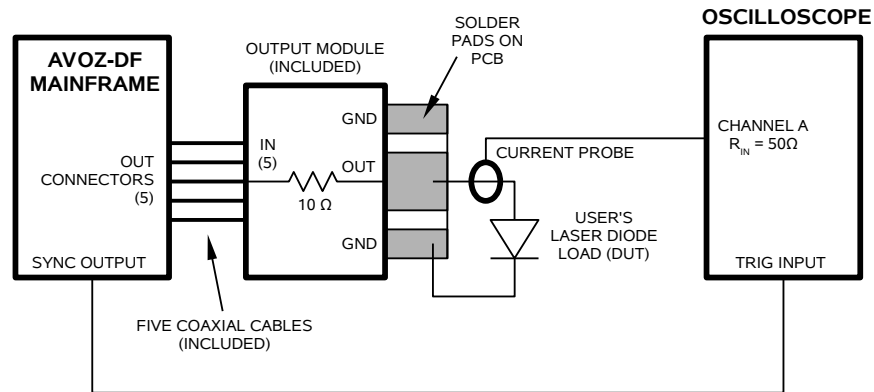 AVOZ-DF
MAINFRAME
OUT
CONNECTORS
(5)
SYNC OUTPUT
FIVE COAXIAL CABLES
(INCLUDED)
OUTPUT MODULE
(INCLUDED)
IN
(5)
10 Ω
GND
OUT
GND
SOLDER
PADS ON
PCB
CURRENT PROBE
USER'S
LASER DIODE
LOAD (DUT)
OSCILLOSCOPE
CHANNEL A
R_IN = 50Ω
TRIG INPUT